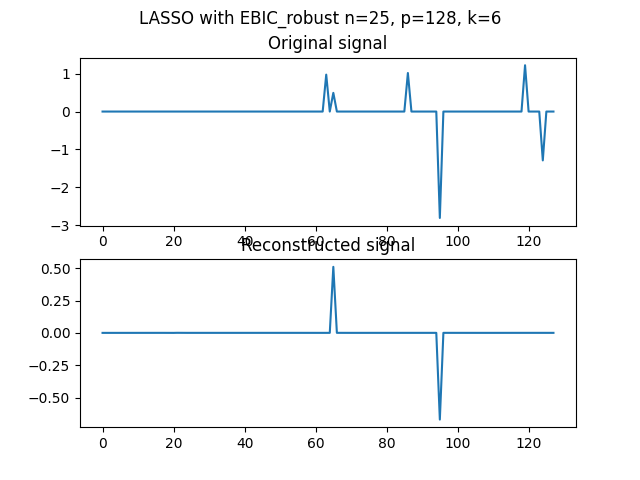 LASSO with EBIC_robust n=25, p=128, k=6
Original signal
1
0
−1
−2
−3
0 20 40 60 80 100 120
Reconstructed signal
0.50
0.25
0.00
−0.25
−0.50
0 20 40 60 80 100 120